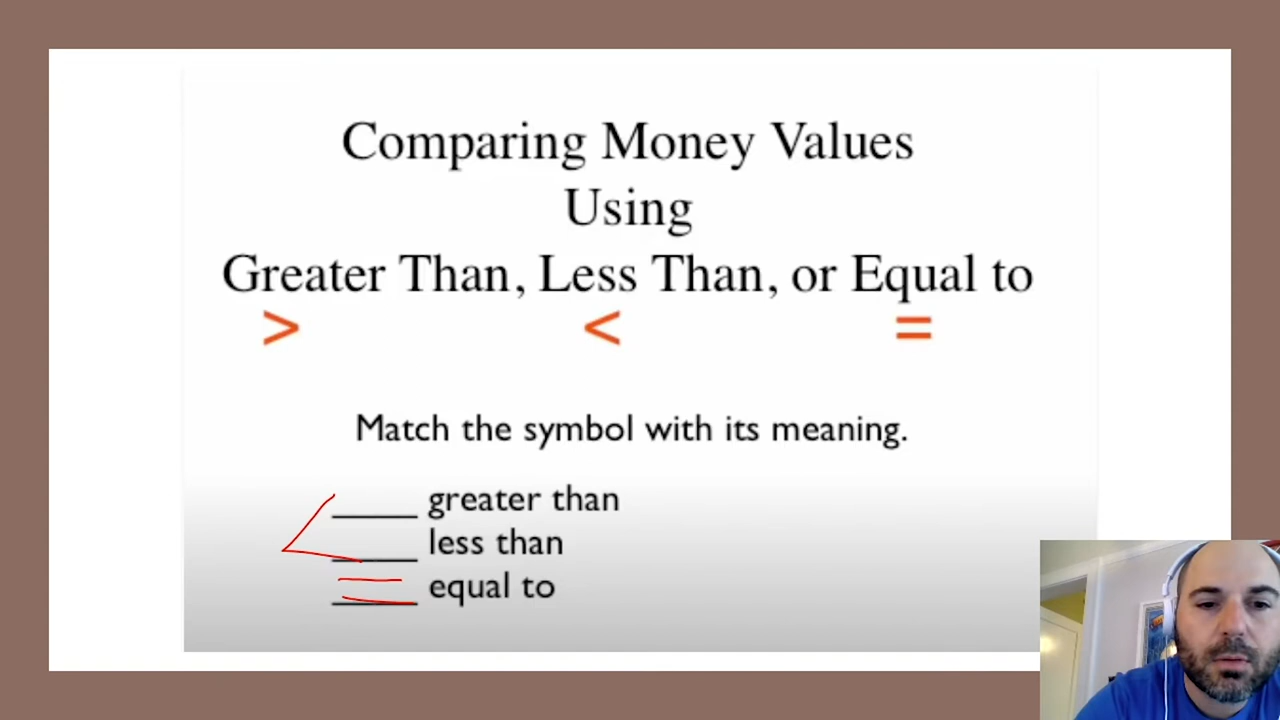 Comparing Money Values
Using
Greater Than, Less Than, or Equal to
> < =
Match the symbol with its meaning.
_____ greater than
< _____ less than
= _____ equal to